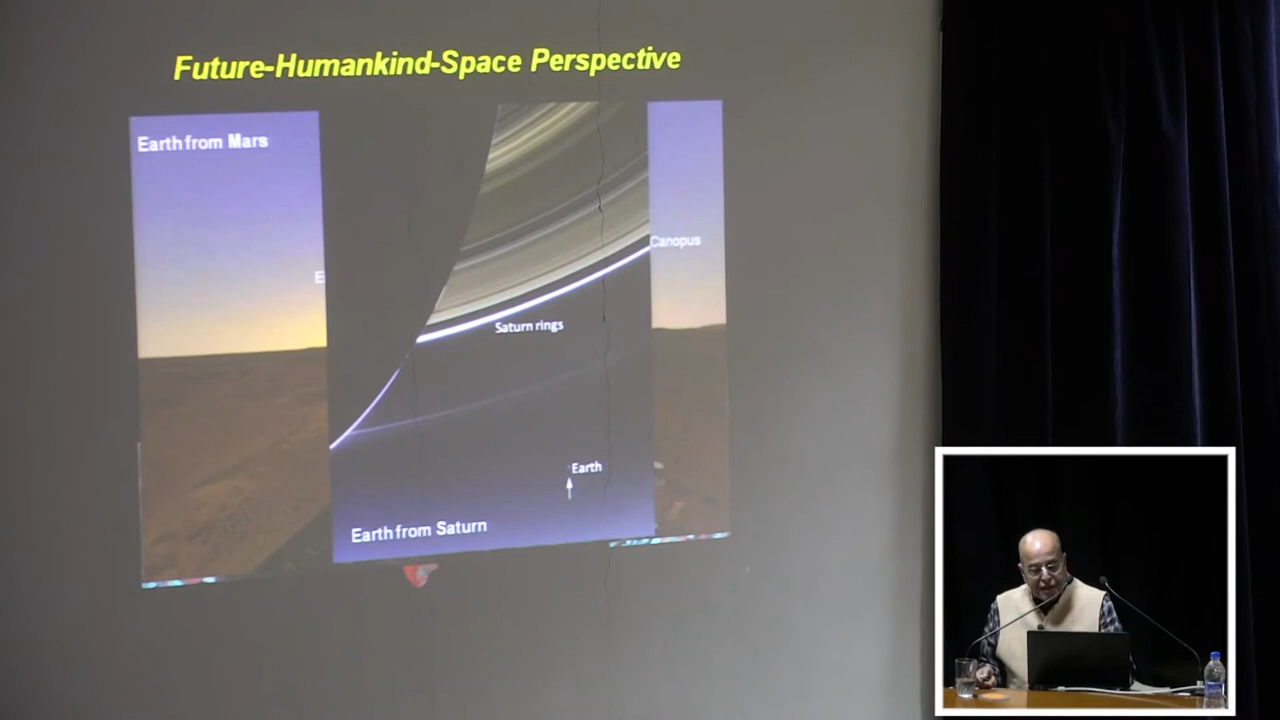 Future-Humankind-Space Perspective
Earth from Mars
E
Canopus
Saturn rings
Earth
Earth from Saturn